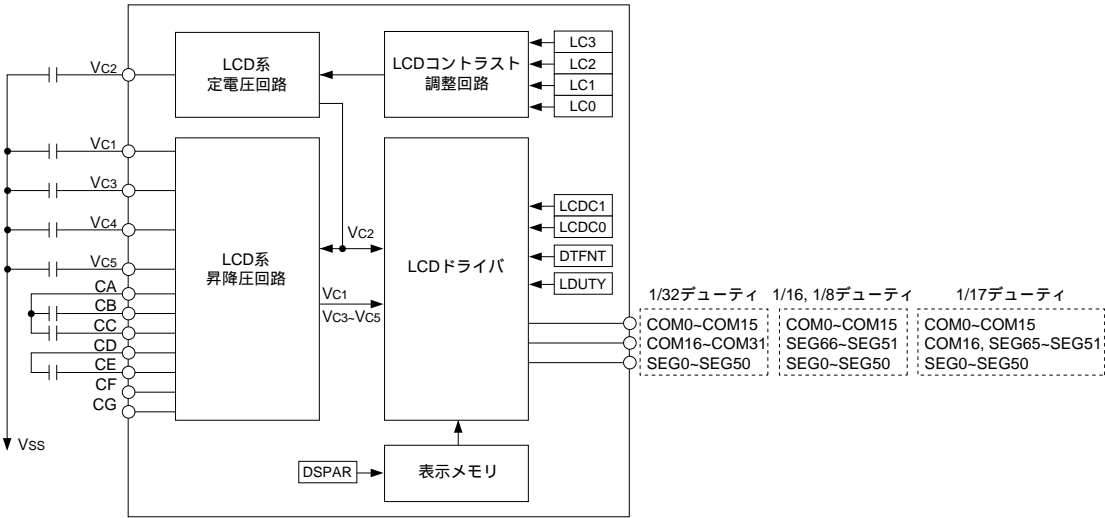 VC2
LCD系
定電圧回路
LCDコントラスト
調整回路
LC3
LC2
LC1
LC0
VC1
VC3
VC4
VC5
CA
CB
CC
CD
CE
CF
CG
VSS
LCD系
昇降圧回路
VC2
VC1
VC3~VC5
LCDドライバ
LCDC1
LCDC0
DTFNT
LDUTY
1/32デューティ
COM0~COM15
COM16~COM31
SEG0~SEG50
1/16, 1/8デューティ
COM0~COM15
SEG66~SEG51
SEG0~SEG50
1/17デューティ
COM0~COM15
COM16, SEG65~SEG51
SEG0~SEG50
DSPAR
表示メモリ